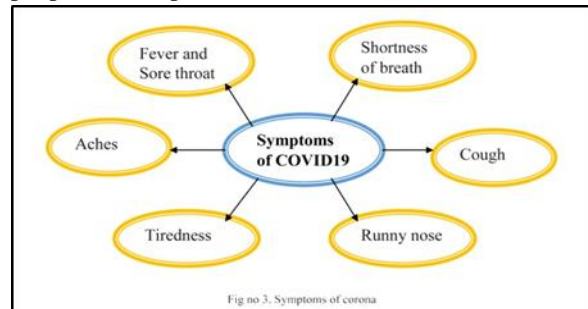 Fever and
Sore throat
Shortness
of breath
Aches
Symptoms
of COVID19
Cough
Tiredness
Runny nose
Fig no 3. Symptoms of corona